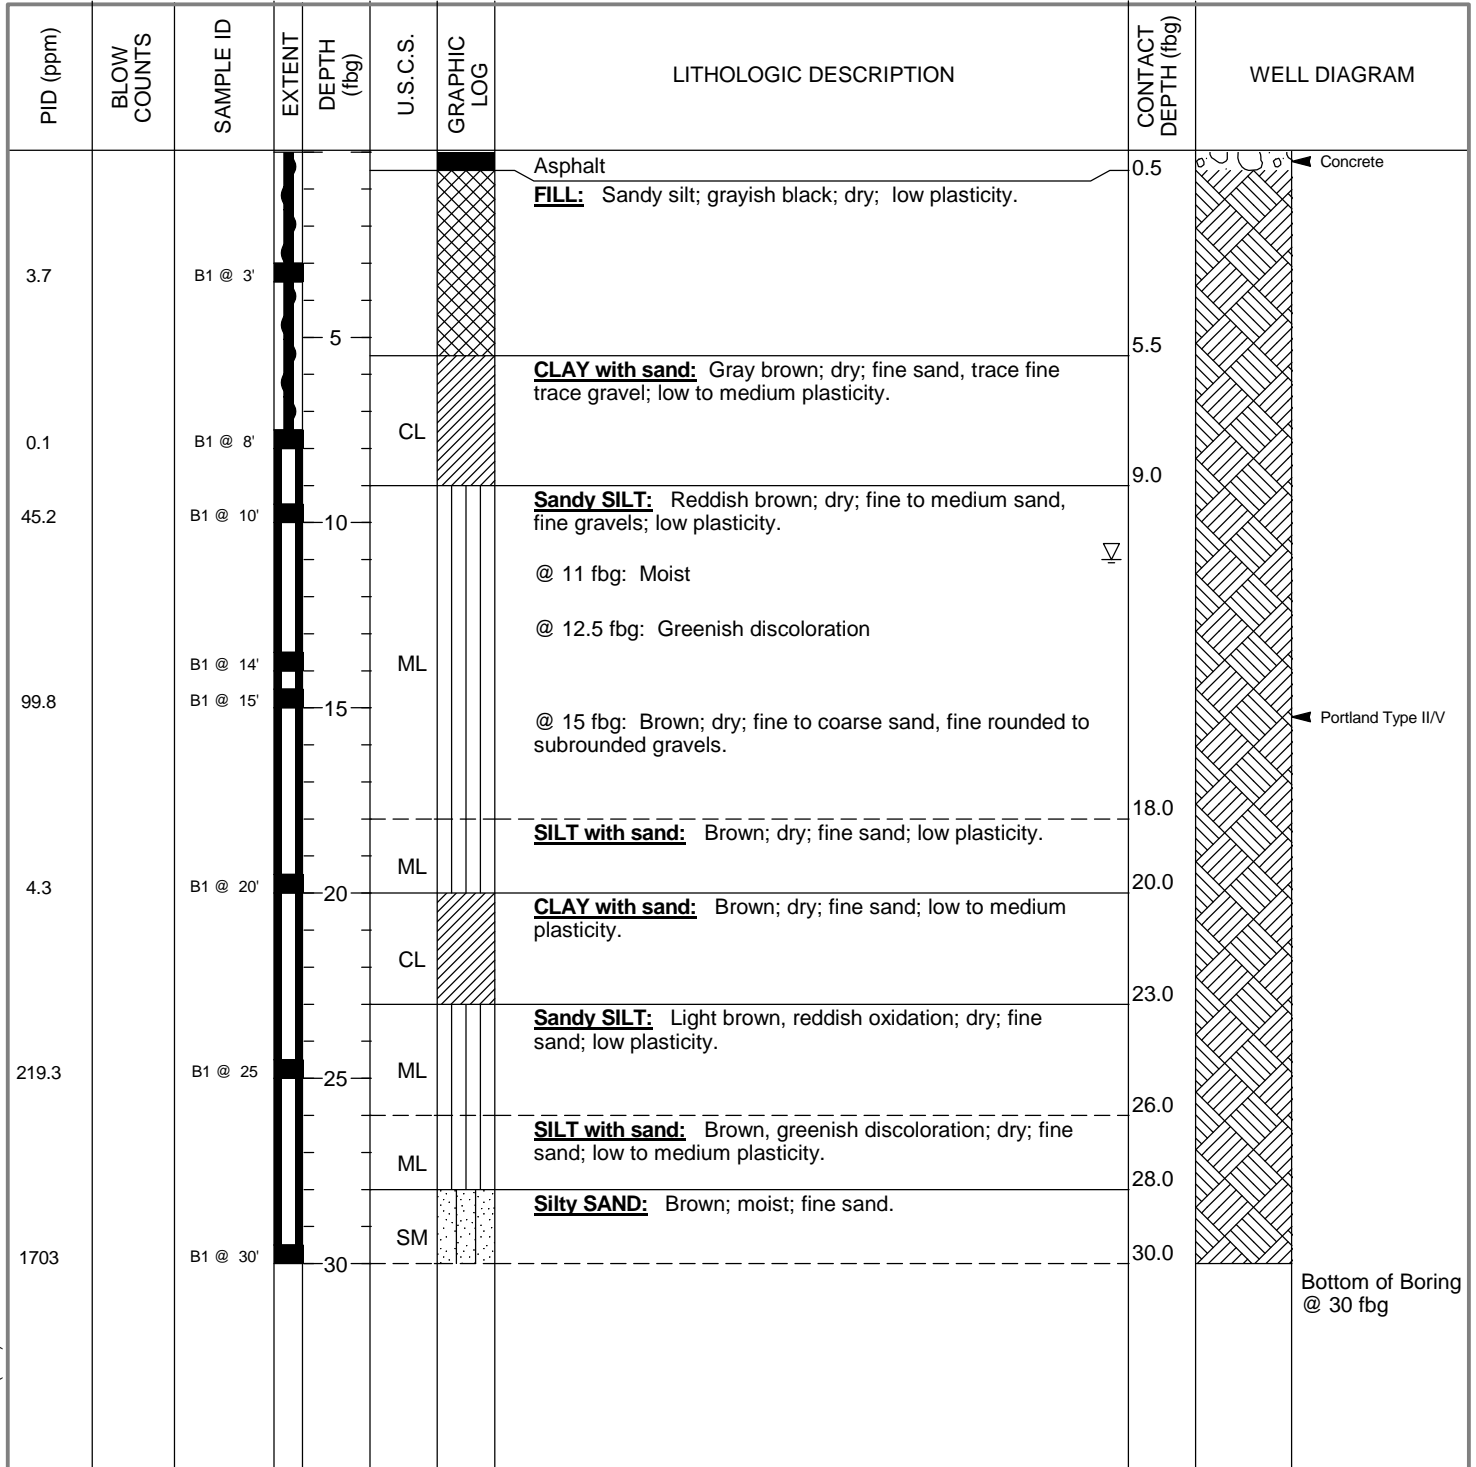 PID (ppm)
BLOW
COUNTS
SAMPLE ID
EXTENT
DEPTH
(fbg)
U.S.C.S.
GRAPHIC
LOG
LITHOLOGIC DESCRIPTION
CONTACT
DEPTH (fbg)
WELL DIAGRAM
Asphalt
0.5
Concrete
FILL: Sandy silt; grayish black; dry; low plasticity.
3.7
B1 @ 3'
5
5.5
CLAY with sand: Gray brown; dry; fine sand, trace fine
trace gravel; low to medium plasticity.
CL
0.1
B1 @ 8'
9.0
Sandy SILT: Reddish brown; dry; fine to medium sand,
fine gravels; low plasticity.
45.2
B1 @ 10'
10
@ 11 fbg: Moist
@ 12.5 fbg: Greenish discoloration
B1 @ 14'
ML
99.8
B1 @ 15'
15
@ 15 fbg: Brown; dry; fine to coarse sand, fine rounded to
subrounded gravels.
Portland Type II/V
18.0
SILT with sand: Brown; dry; fine sand; low plasticity.
ML
4.3
B1 @ 20'
20
20.0
CLAY with sand: Brown; dry; fine sand; low to medium
plasticity.
CL
23.0
Sandy SILT: Light brown, reddish oxidation; dry; fine
sand; low plasticity.
219.3
B1 @ 25
25
ML
26.0
SILT with sand: Brown, greenish discoloration; dry; fine
sand; low to medium plasticity.
ML
28.0
Silty SAND: Brown; moist; fine sand.
SM
1703
B1 @ 30'
30
30.0
Bottom of Boring
@ 30 fbg